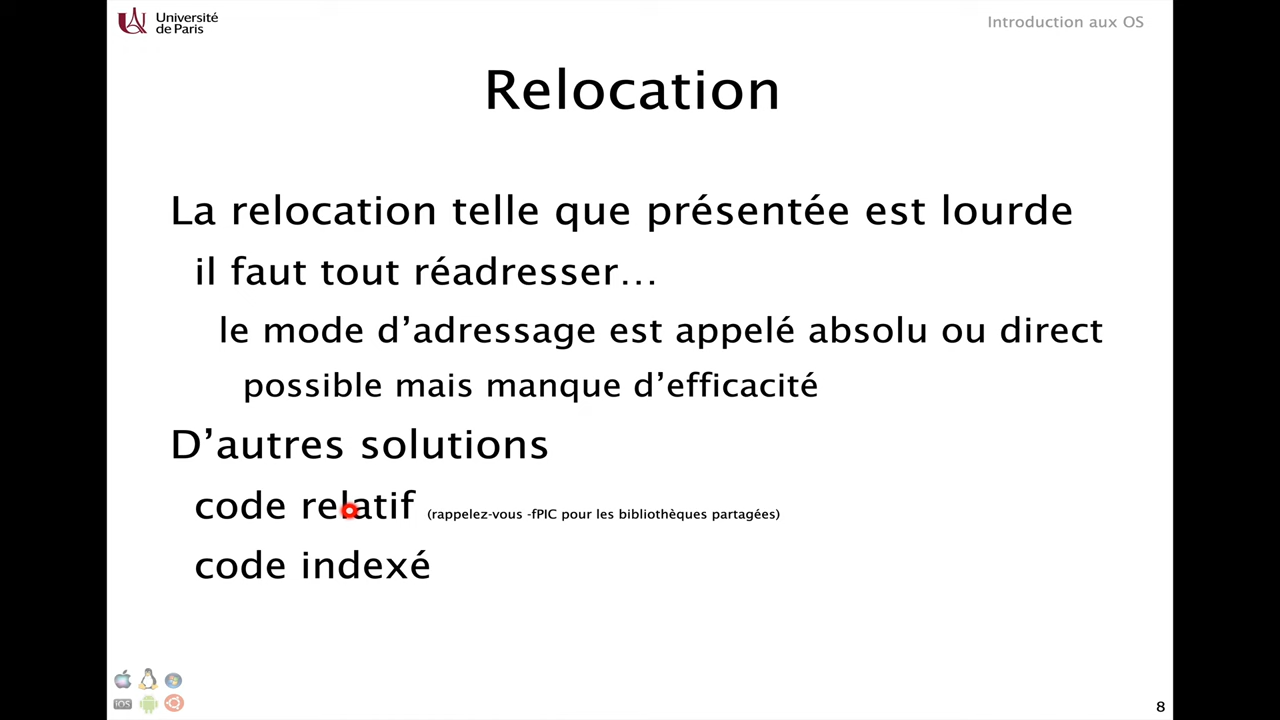 Université
de Paris
Introduction aux OS
Relocation
La relocation telle que présentée est lourde
il faut tout réadresser…
le mode d’adressage est appelé absolu ou direct
possible mais manque d’efficacité
D’autres solutions
code relatif (rappelez-vous -fPIC pour les bibliothèques partagées)
code indexé
iOS
8